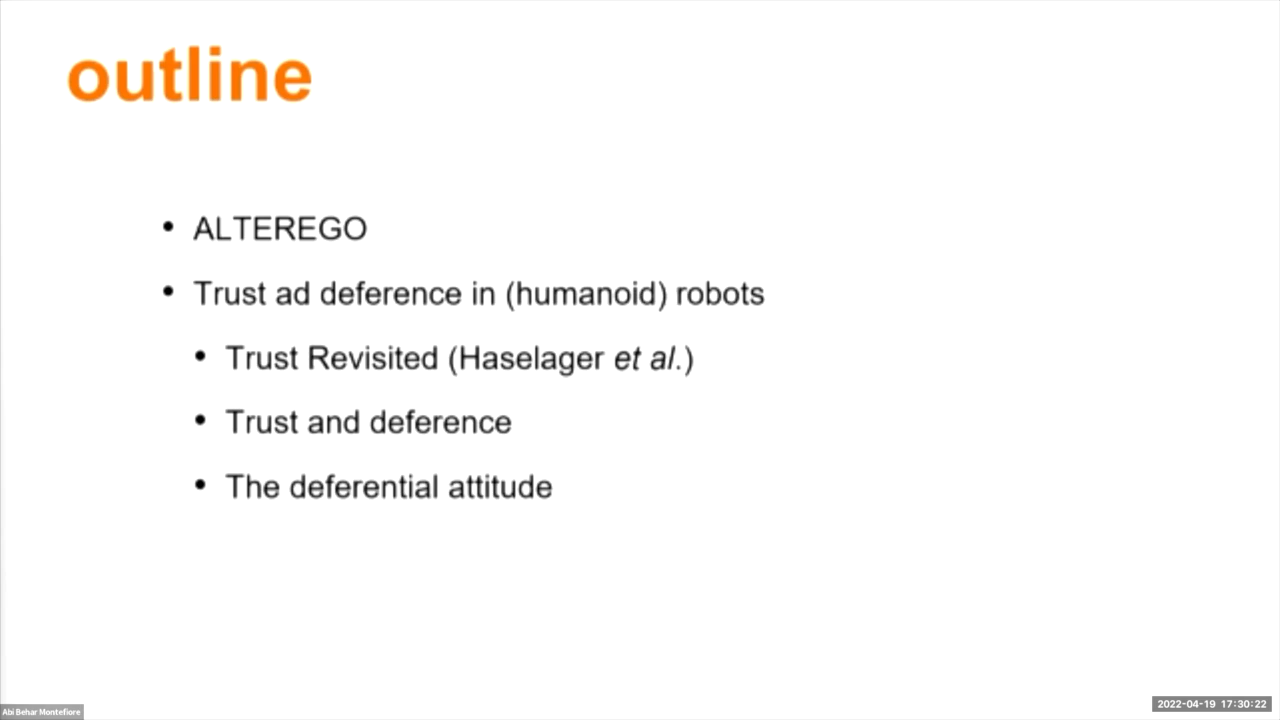 outline
• ALTEREGO
• Trust ad deference in (humanoid) robots
• Trust Revisited (Haselager et al.)
• Trust and deference
• The deferential attitude
Abi Behar Montefiore
2022-04-19 17:30:22